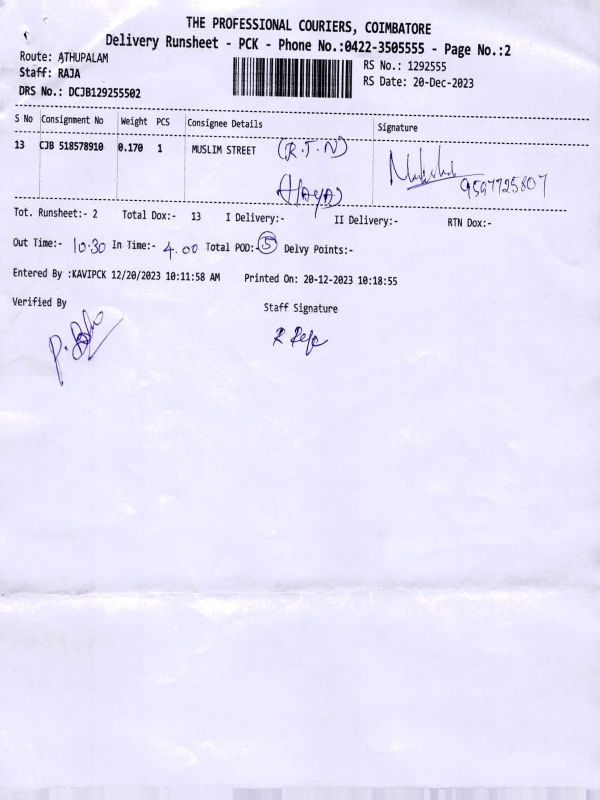 THE PROFESSIONAL COURIERS, COIMBATORE
Delivery Runsheet - PCK - Phone No.:0422-3505555 - Page No.:2
Route: ATHUPALAM
RS No.: 1292555
Staff: RAJA
RS Date: 20-Dec-2023
DRS No.: DCJB129255502
S No Consignment No Weight PCS Consignee Details Signature
13 CJB 518578910 0.170 1 MUSLIM STREET (R.T.N)
9597725807
Tot. Runsheet:- 2 Total Dox:- 13 I Delivery:- II Delivery:- RTN Dox:-
Out Time:- 10.30 In Time:- 4.00 Total POD:- 5 Delvy Points:-
Entered By :KAVIPCK 12/20/2023 10:11:58 AM Printed On: 20-12-2023 10:18:55
Verified By Staff Signature